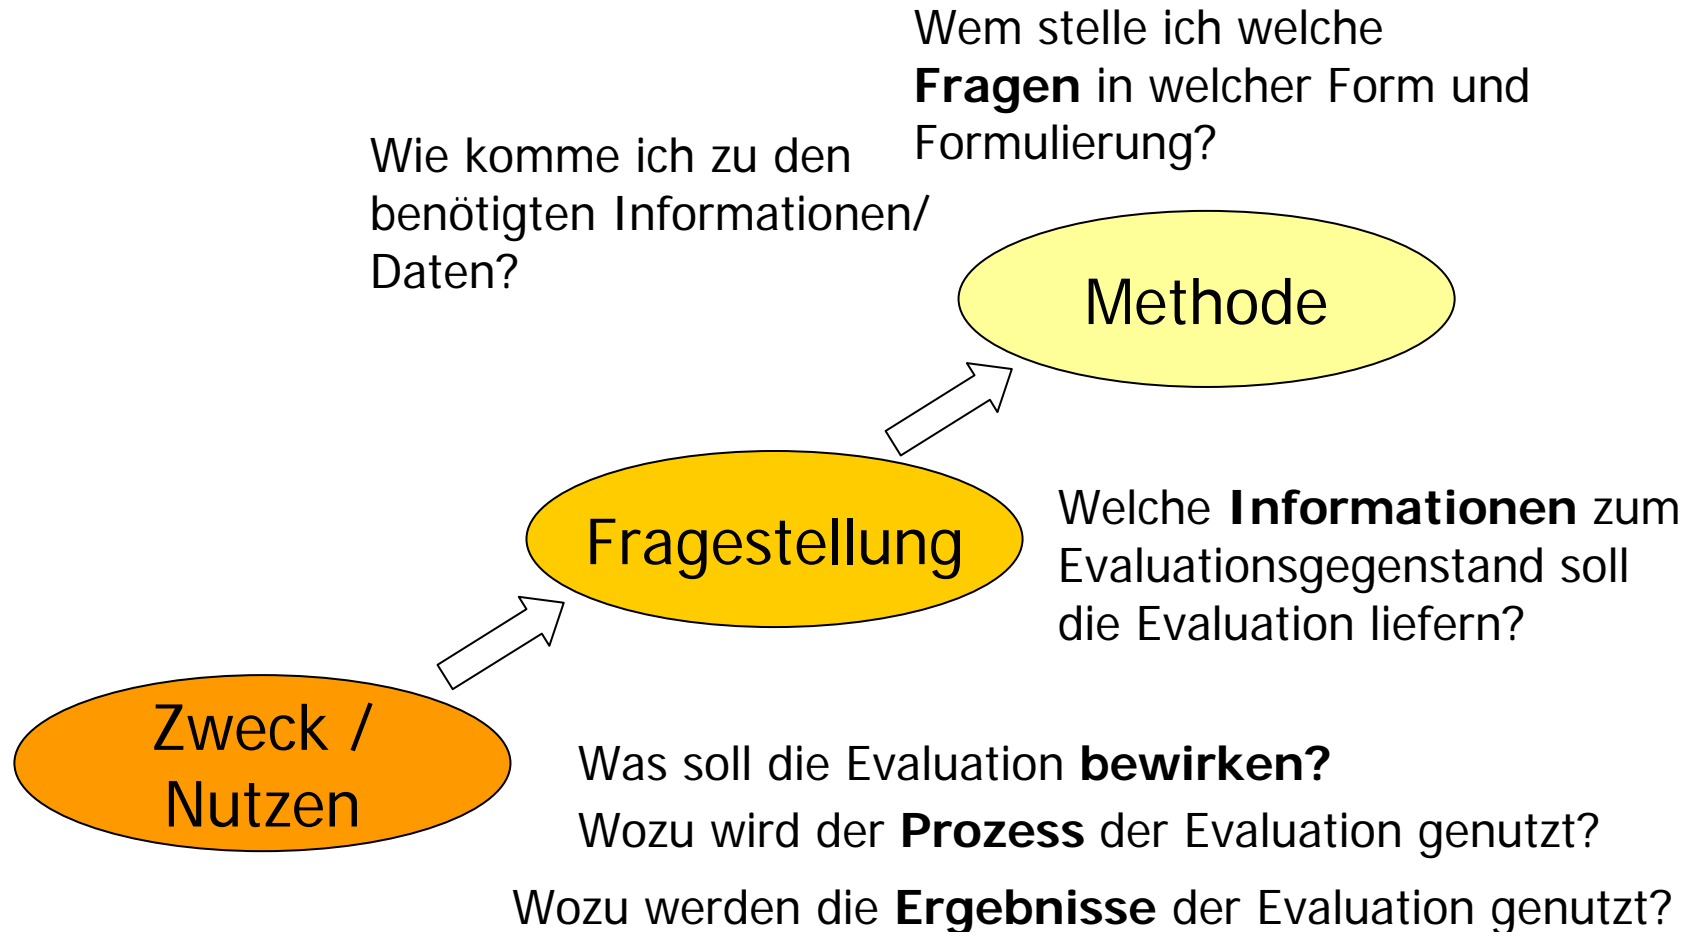 Wem stelle ich welche
Fragen in welcher Form und
Formulierung?
Wie komme ich zu den
benötigten Informationen/
Daten?
Methode
Fragestellung
Welche Informationen zum
Evaluationsgegenstand soll
die Evaluation liefern?
Zweck /
Nutzen
Was soll die Evaluation bewirken?
Wozu wird der Prozess der Evaluation genutzt?
Wozu werden die Ergebnisse der Evaluation genutzt?